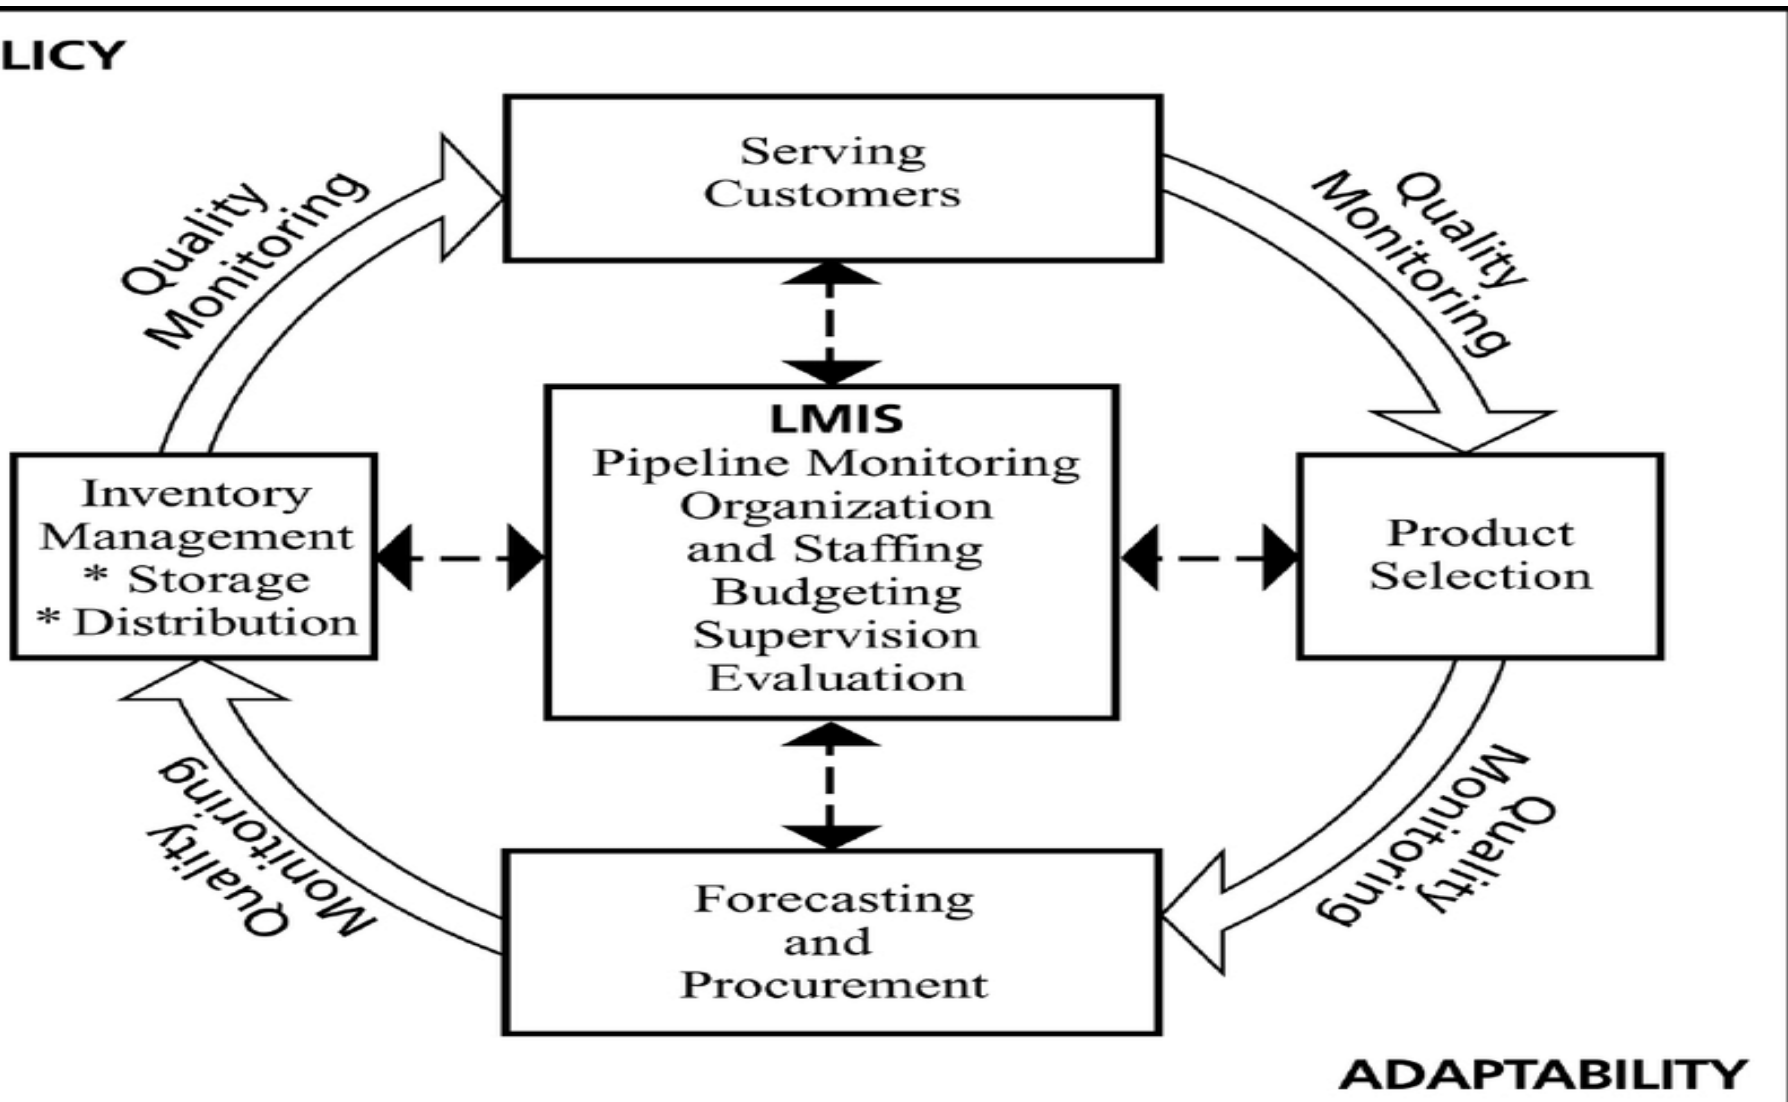 LICY
Serving
Customers
Quality
Monitoring
Quality
Monitoring
LMIS
Pipeline Monitoring
Organization
and Staffing
Budgeting
Supervision
Evaluation
Inventory
Management
* Storage
* Distribution
Product
Selection
Quality
Monitoring
Quality
Monitoring
Forecasting
and
Procurement
ADAPTABILITY